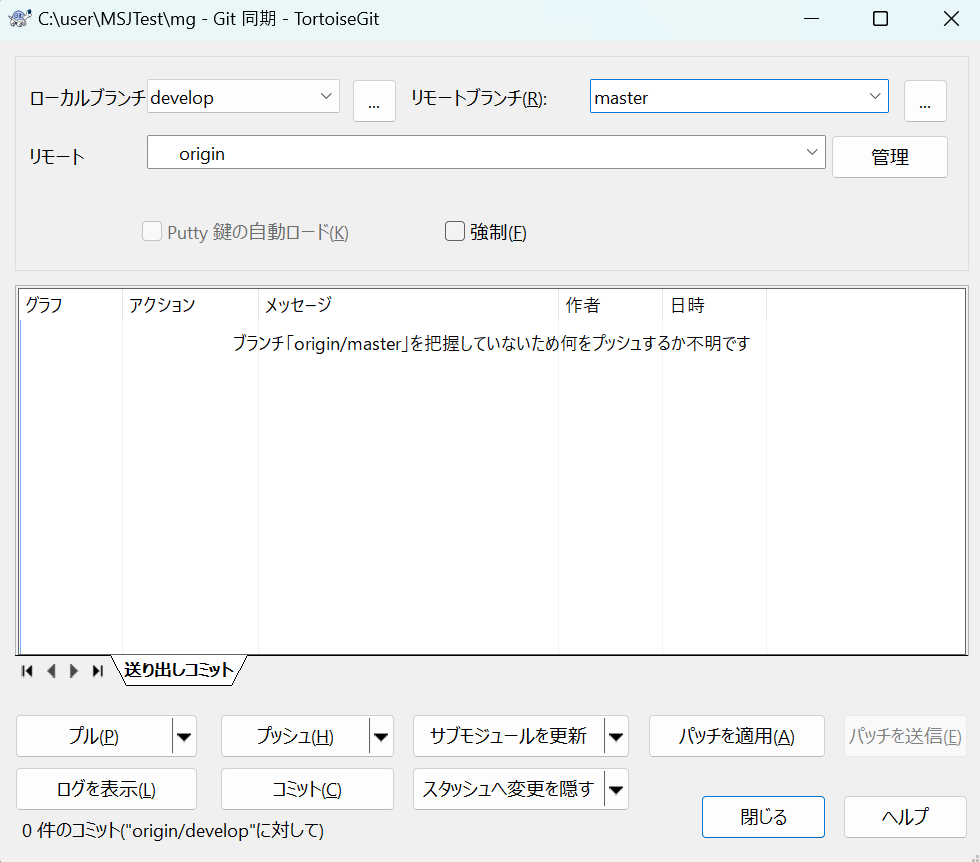 C:\user\MSJTest\mg - Git 同期 - TortoiseGit
ローカルブランチ develop ... リモートブランチ(R): master ...
リモート origin 管理
Putty 鍵の自動ロード(K) 強制(F)
グラフ アクション メッセージ 作者 日時
ブランチ「origin/master」を把握していないため何をプッシュするか不明です
送り出しコミット
プル(P) プッシュ(H) サブモジュールを更新 パッチを適用(A) パッチを送信(E)
ログを表示(L) コミット(C) スタッシュへ変更を隠す
閉じる ヘルプ
0 件のコミット("origin/develop"に対して)